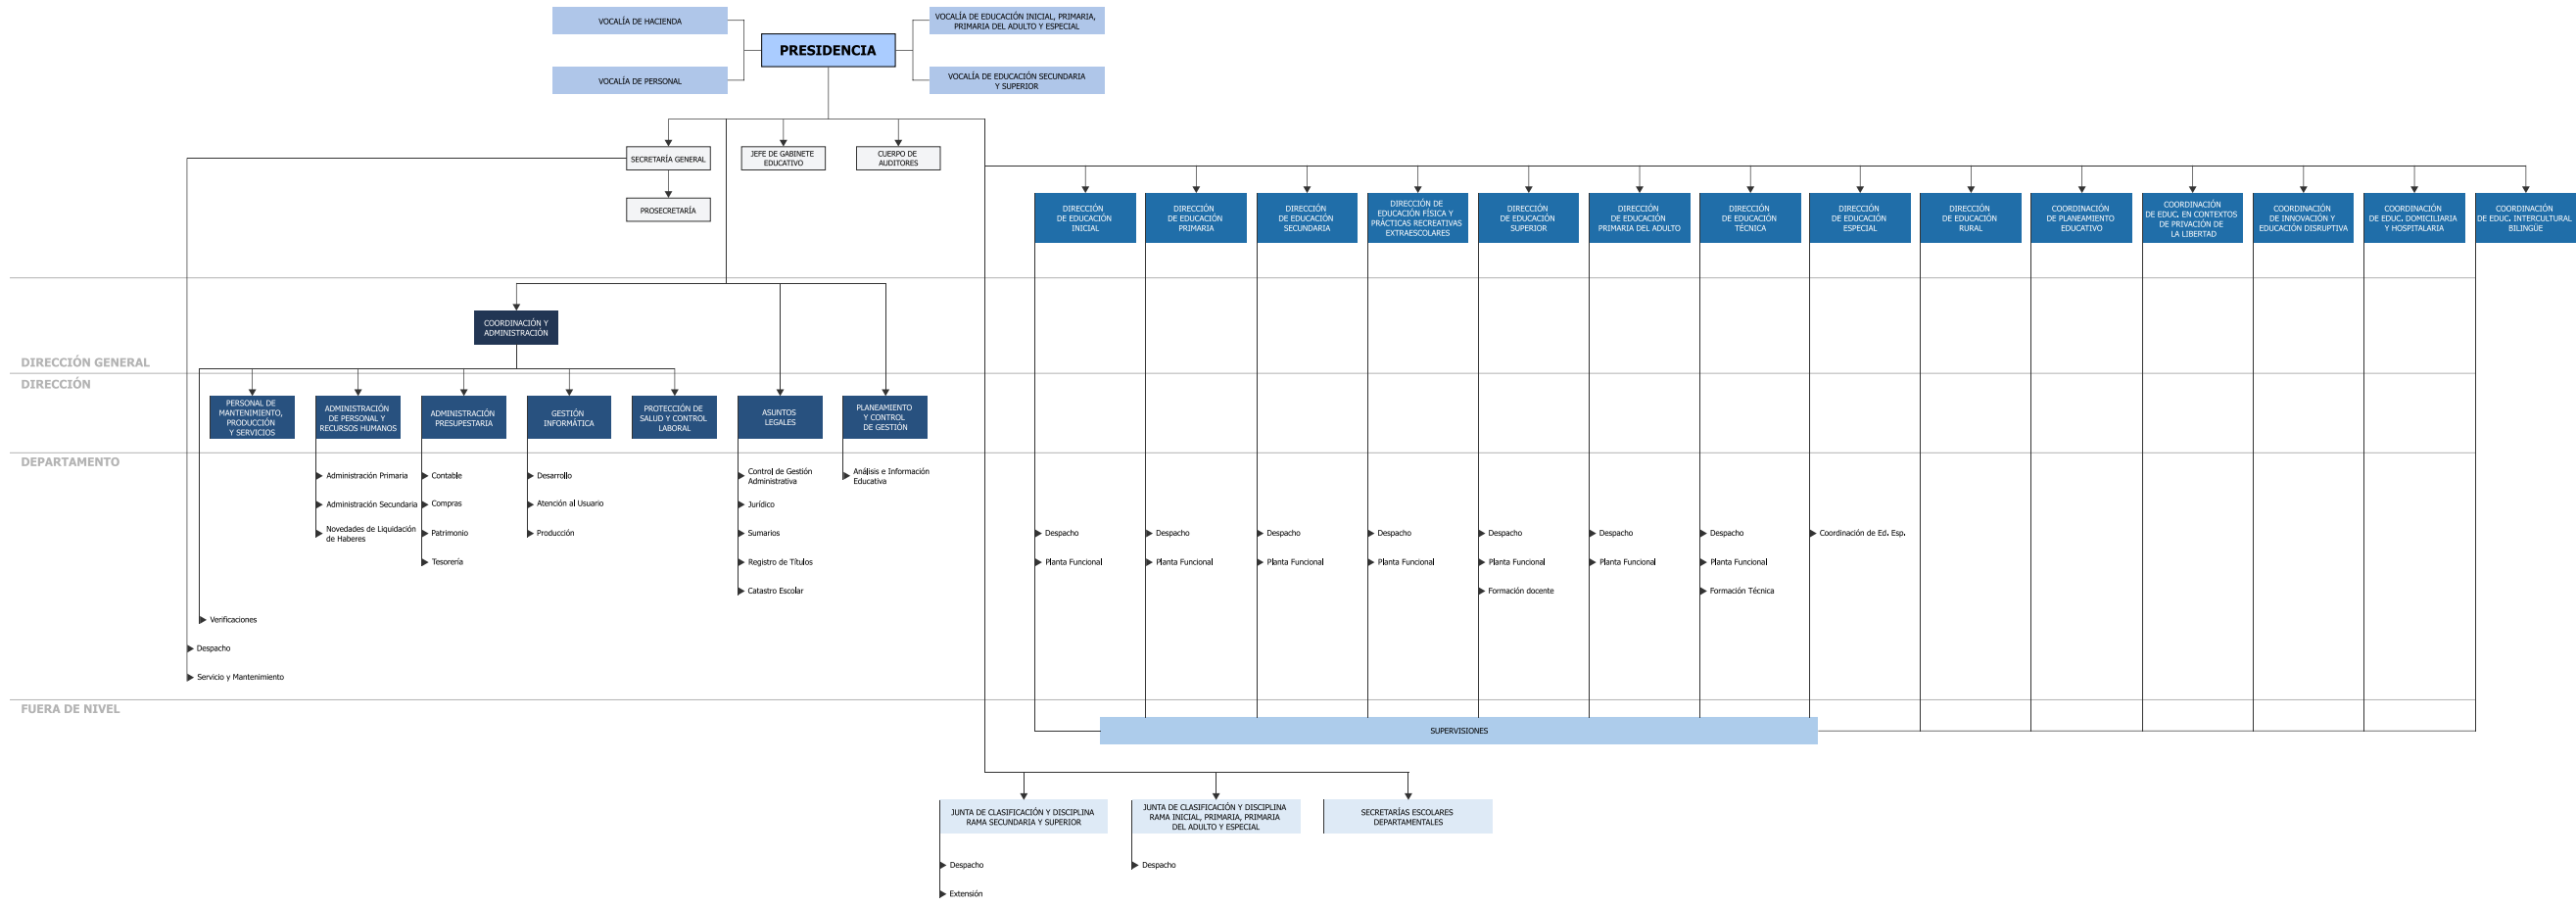 VOCALÍA DE HACIENDA
VOCALÍA DE EDUCACIÓN INICIAL, PRIMARIA,
PRIMARIA DEL ADULTO Y ESPECIAL
PRESIDENCIA
VOCALÍA DE PERSONAL
VOCALÍA DE EDUCACIÓN SECUNDARIA
Y SUPERIOR
SECRETARÍA GENERAL
JEFE DE GABINETE
EDUCATIVO
CUERPO DE
AUDITORES
PROSECRETARÍA
DIRECCIÓN
DE EDUCACIÓN
INICIAL
DIRECCIÓN
DE EDUCACIÓN
PRIMARIA
DIRECCIÓN
DE EDUCACIÓN
SECUNDARIA
DIRECCIÓN DE
EDUCACIÓN FÍSICA Y
PRÁCTICAS RECREATIVAS
EXTRAESCOLARES
DIRECCIÓN
DE EDUCACIÓN
SUPERIOR
DIRECCIÓN
DE EDUCACIÓN
PRIMARIA DEL ADULTO
DIRECCIÓN
DE EDUCACIÓN
TÉCNICA
DIRECCIÓN
DE EDUCACIÓN
ESPECIAL
DIRECCIÓN
DE EDUCACIÓN
RURAL
COORDINACIÓN
DE PLANEAMIENTO
EDUCATIVO
COORDINACIÓN
DE EDUC. EN CONTEXTOS
DE PRIVACIÓN DE
LA LIBERTAD
COORDINACIÓN
DE INNOVACIÓN Y
EDUCACIÓN DISRUPTIVA
COORDINACIÓN
DE EDUC. DOMICILIARIA
Y HOSPITALARIA
COORDINACIÓN
DE EDUC. INTERCULTURAL
BILINGÜE
COORDINACIÓN Y
ADMINISTRACIÓN
DIRECCIÓN GENERAL
DIRECCIÓN
PERSONAL DE
MANTENIMIENTO,
PRODUCCIÓN
Y SERVICIOS
ADMINISTRACIÓN
DE PERSONAL Y
RECURSOS HUMANOS
ADMINISTRACIÓN
PRESUPESTARIA
GESTIÓN
INFORMÁTICA
PROTECCIÓN DE
SALUD Y CONTROL
LABORAL
ASUNTOS
LEGALES
PLANEAMIENTO
Y CONTROL
DE GESTIÓN
DEPARTAMENTO
Administración Primaria
Administración Secundaria
Novedades de Liquidación
de Haberes
Contable
Compras
Patrimonio
Tesorería
Desarrollo
Atención al Usuario
Producción
Control de Gestión
Administrativa
Jurídico
Sumarios
Registro de Títulos
Catastro Escolar
Análisis e Información
Educativa
Despacho
Planta Funcional
Despacho
Planta Funcional
Despacho
Planta Funcional
Despacho
Planta Funcional
Despacho
Planta Funcional
Formación docente
Despacho
Planta Funcional
Despacho
Planta Funcional
Formación Técnica
Coordinación de Ed. Esp.
Verificaciones
Despacho
Servicio y Mantenimiento
FUERA DE NIVEL
SUPERVISIONES
JUNTA DE CLASIFICACIÓN Y DISCIPLINA
RAMA SECUNDARIA Y SUPERIOR
JUNTA DE CLASIFICACIÓN Y DISCIPLINA
RAMA INICIAL, PRIMARIA, PRIMARIA
DEL ADULTO Y ESPECIAL
SECRETARÍAS ESCOLARES
DEPARTAMENTALES
Despacho
Extensión
Despacho